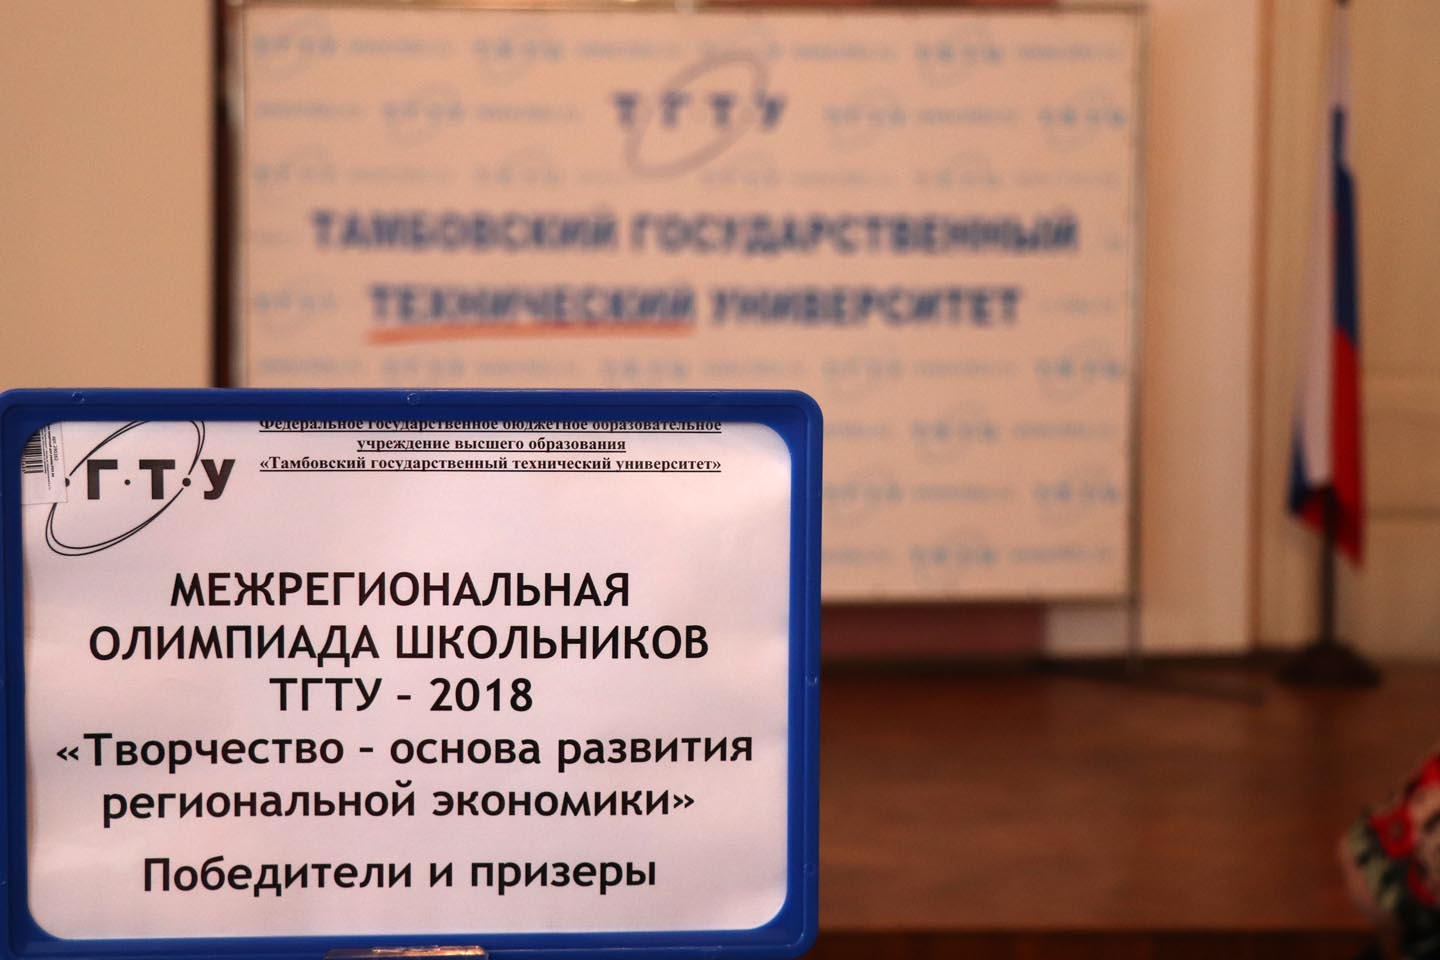 Т·Г·Т·У
ТАМБОВСКИЙ ГОСУДАРСТВЕННЫЙ
ТЕХНИЧЕСКИЙ УНИВЕРСИТЕТ
Федеральное государственное бюджетное образовательное
учреждение высшего образования
«Тамбовский государственный технический университет»
·Г·Т·У
МЕЖРЕГИОНАЛЬНАЯ
ОЛИМПИАДА ШКОЛЬНИКОВ
ТГТУ – 2018
«Творчество – основа развития
региональной экономики»
Победители и призеры